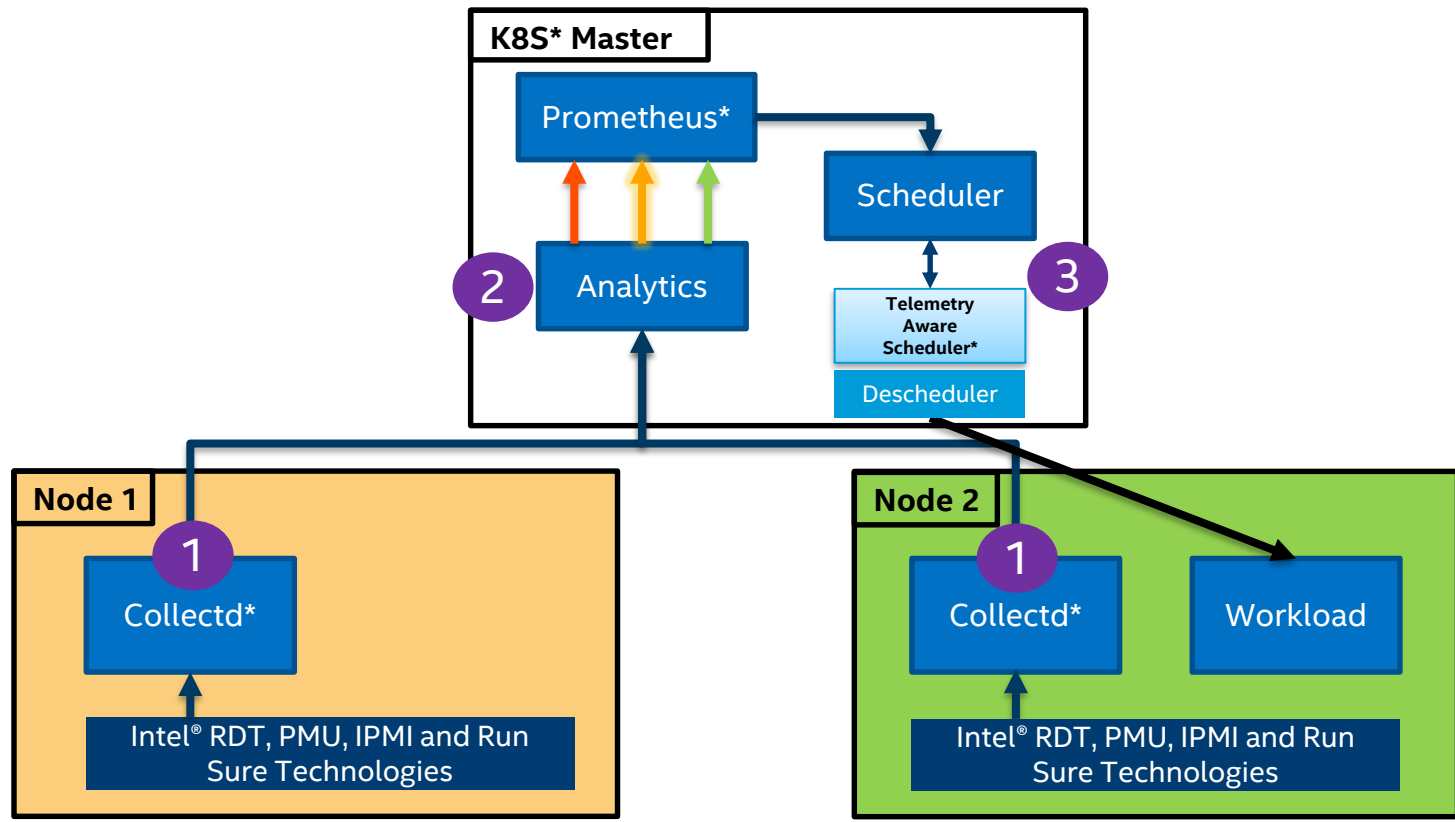 K8S* Master
Prometheus*
Scheduler
2
Analytics
3
Telemetry
Aware
Scheduler*
Descheduler
Node 1
1
Collectd*
Intel® RDT, PMU, IPMI and Run
Sure Technologies
Node 2
1
Collectd*
Workload
Intel® RDT, PMU, IPMI and Run
Sure Technologies